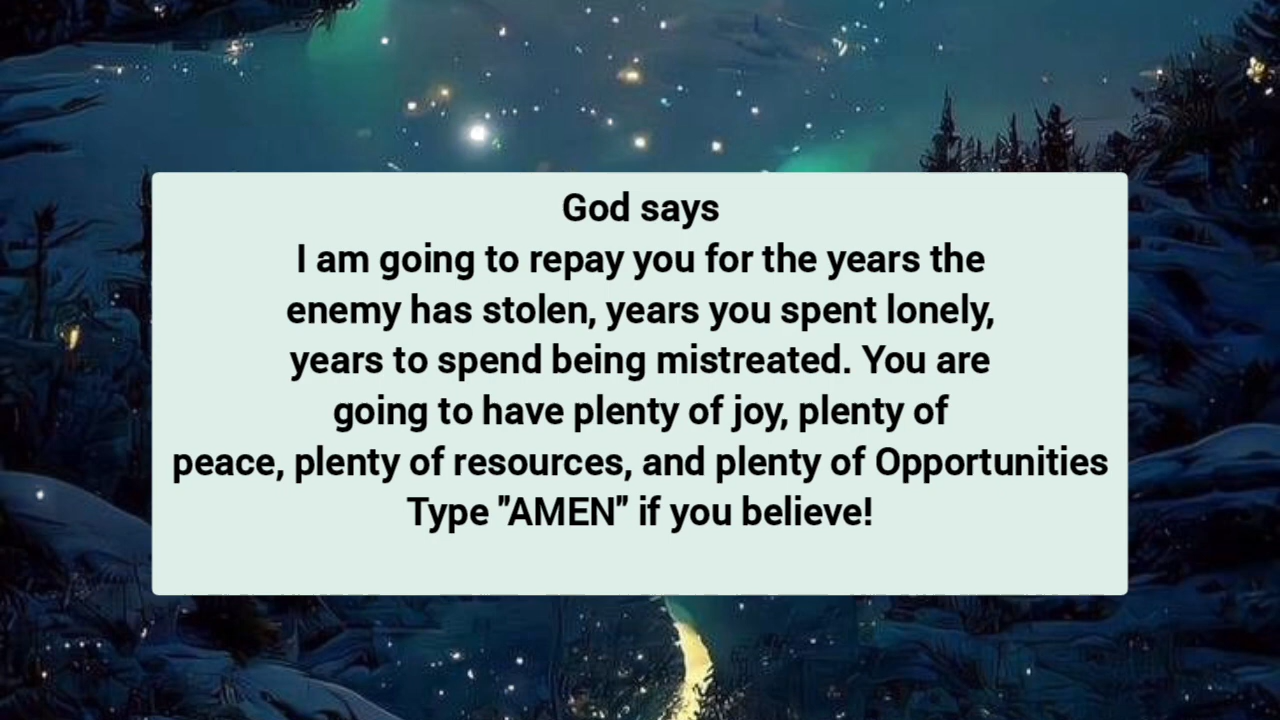 God says
I am going to repay you for the years the
enemy has stolen, years you spent lonely,
years to spend being mistreated. You are
going to have plenty of joy, plenty of
peace, plenty of resources, and plenty of Opportunities
Type "AMEN" if you believe!